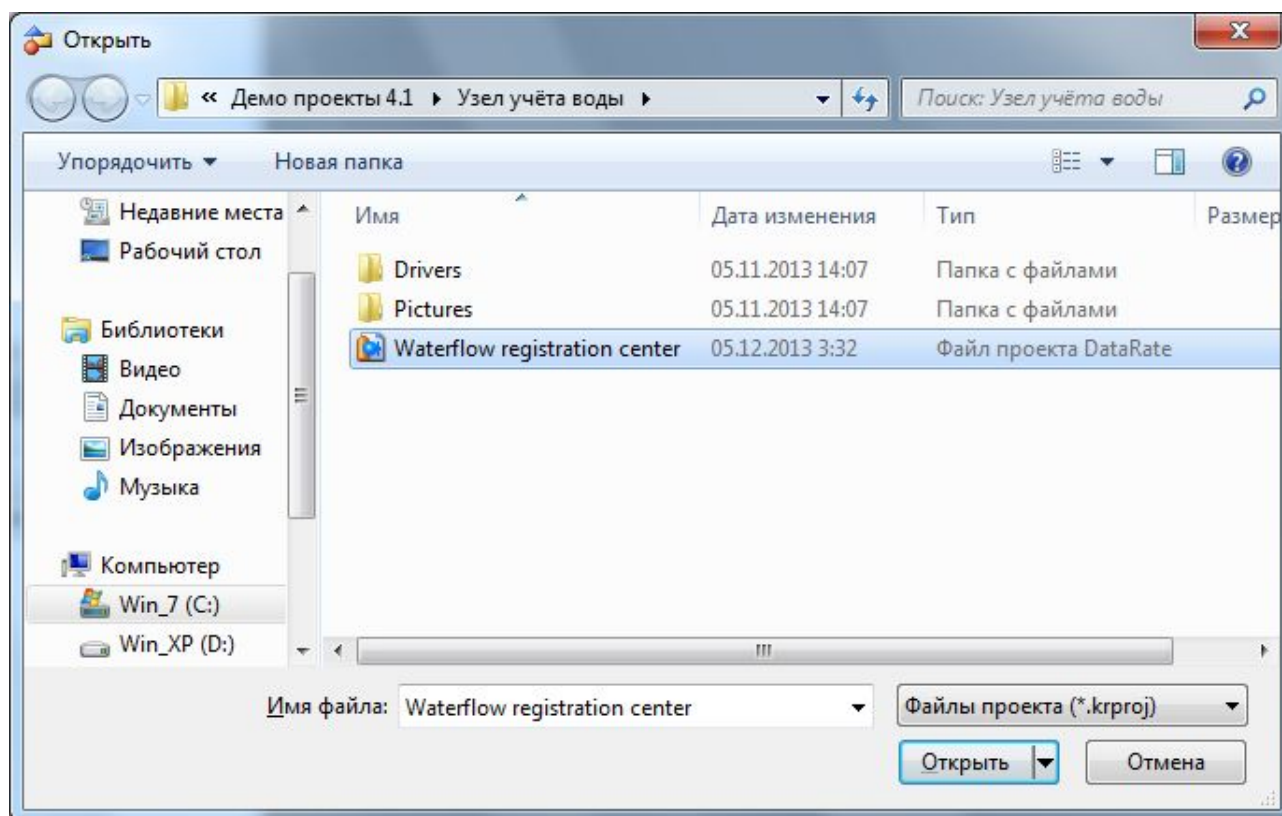 Открыть
« Демо проекты 4.1 ▸ Узел учёта воды ▸
Поиск: Узел учёта воды
Упорядочить ▾ Новая папка
Недавние места
Рабочий стол
Библиотеки
Видео
Документы
Изображения
Музыка
Компьютер
Win_7 (C:)
Win_XP (D:)
Имя Дата изменения Тип Размер
Drivers 05.11.2013 14:07 Папка с файлами
Pictures 05.11.2013 14:07 Папка с файлами
Waterflow registration center 05.12.2013 3:32 Файл проекта DataRate
Имя файла: Waterflow registration center Файлы проекта (*.krproj)
Открыть Отмена